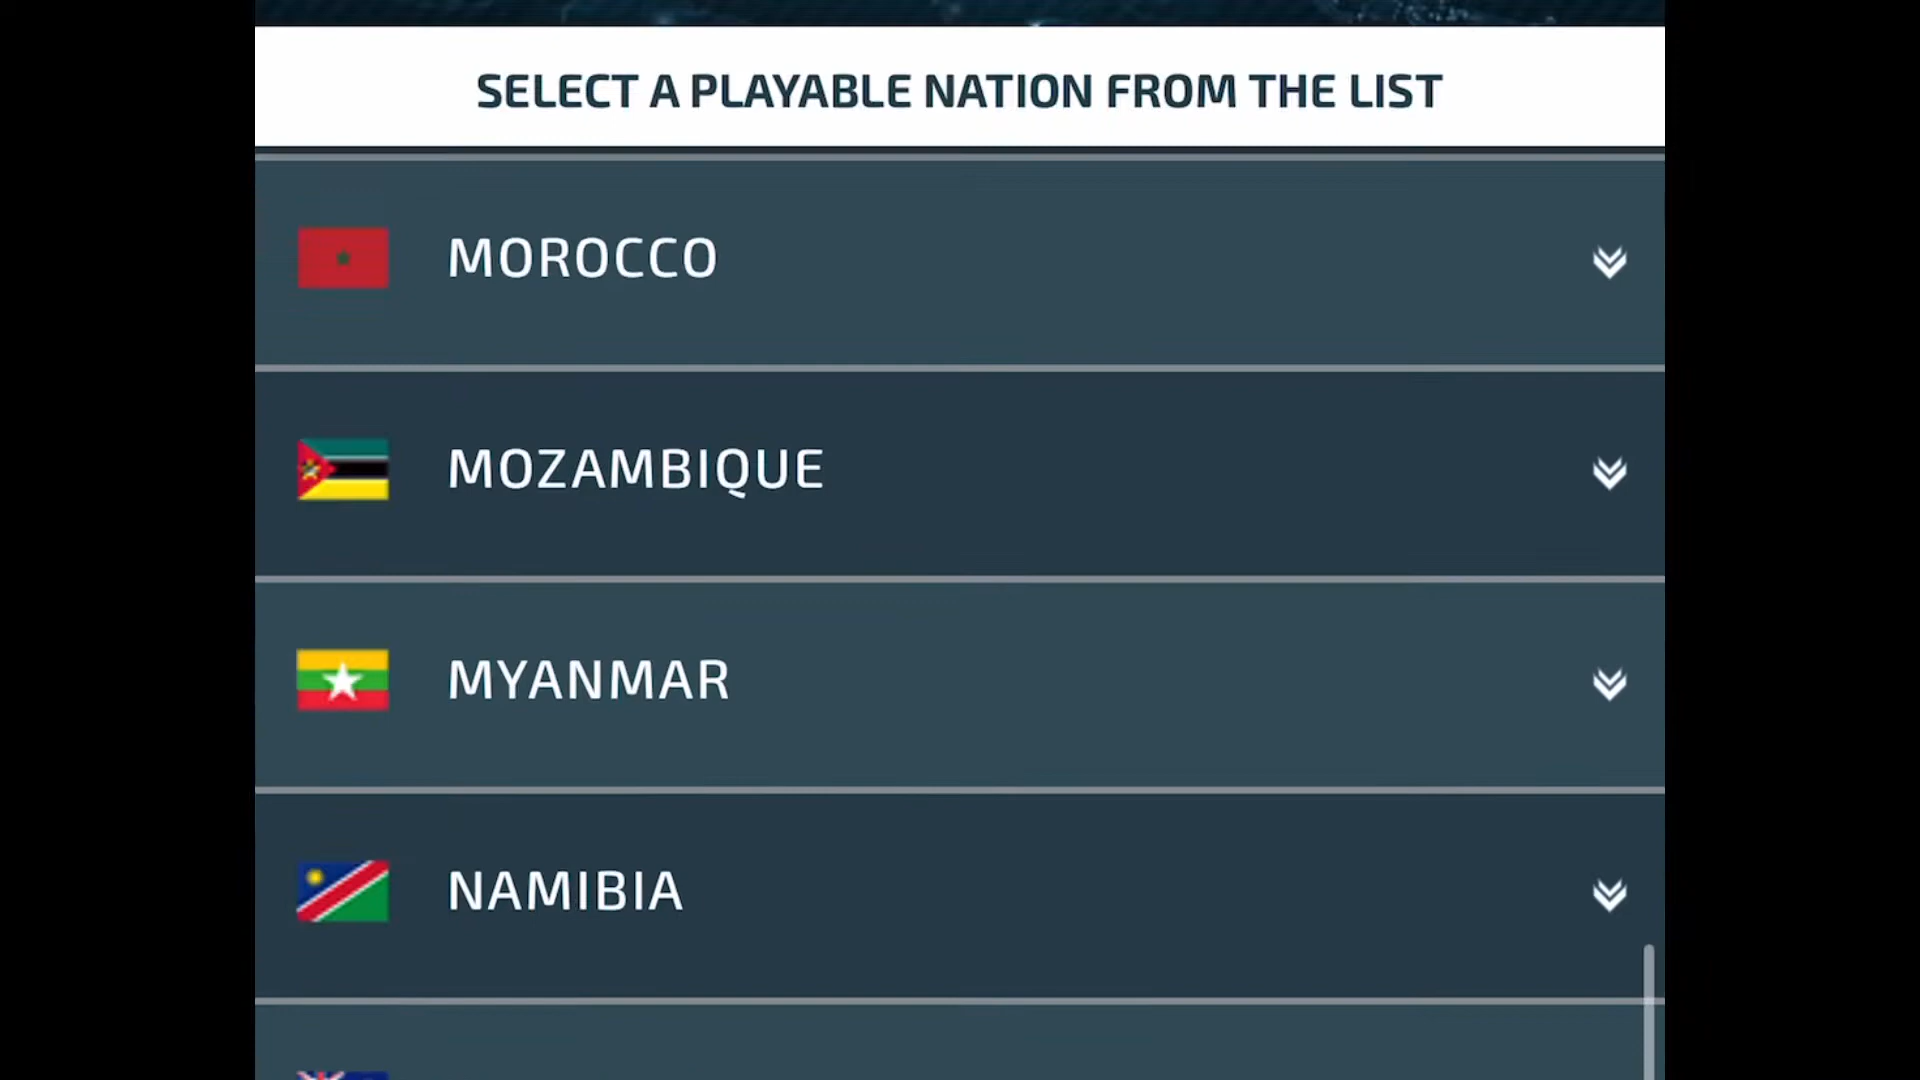 SELECT A PLAYABLE NATION FROM THE LIST
MOROCCO
MOZAMBIQUE
MYANMAR
NAMIBIA